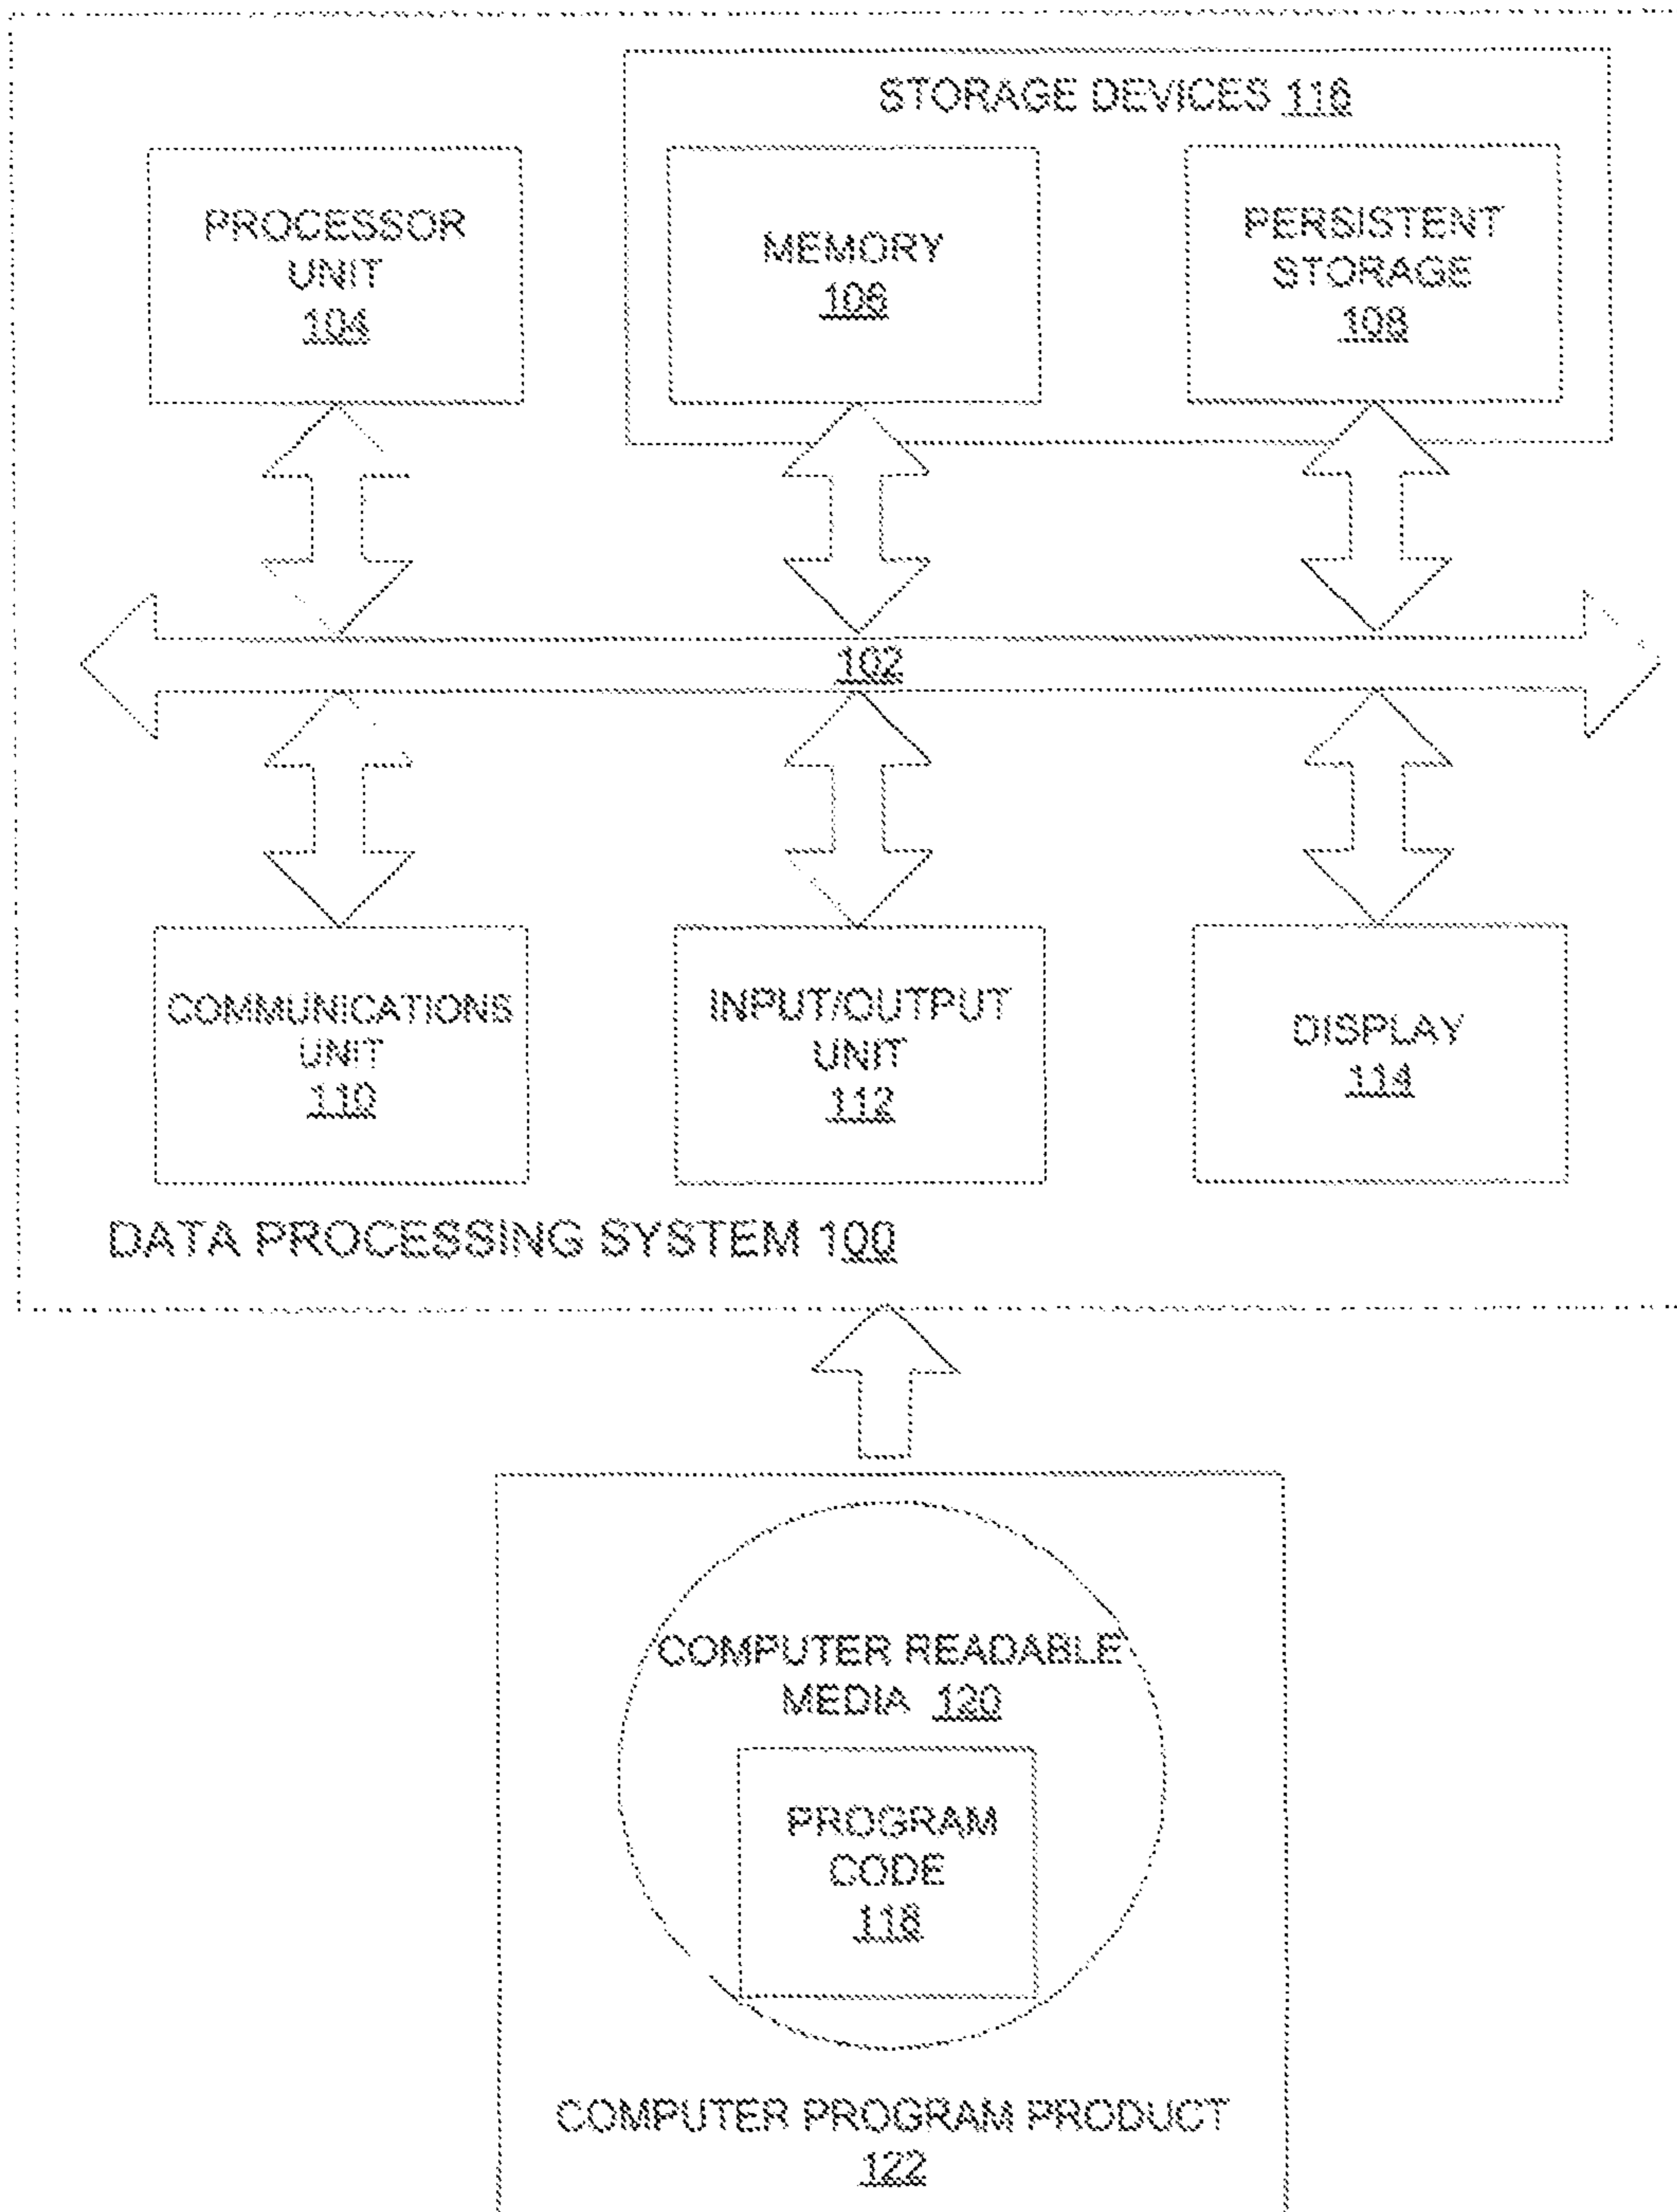 STORAGE DEVICES 116
PROCESSOR
UNIT
104
MEMORY
106
PERSISTENT
STORAGE
108
102
COMMUNICATIONS
UNIT
110
INPUT/OUTPUT
UNIT
112
DISPLAY
114
DATA PROCESSING SYSTEM 100
COMPUTER READABLE
MEDIA 120
PROGRAM
CODE
118
COMPUTER PROGRAM PRODUCT
122